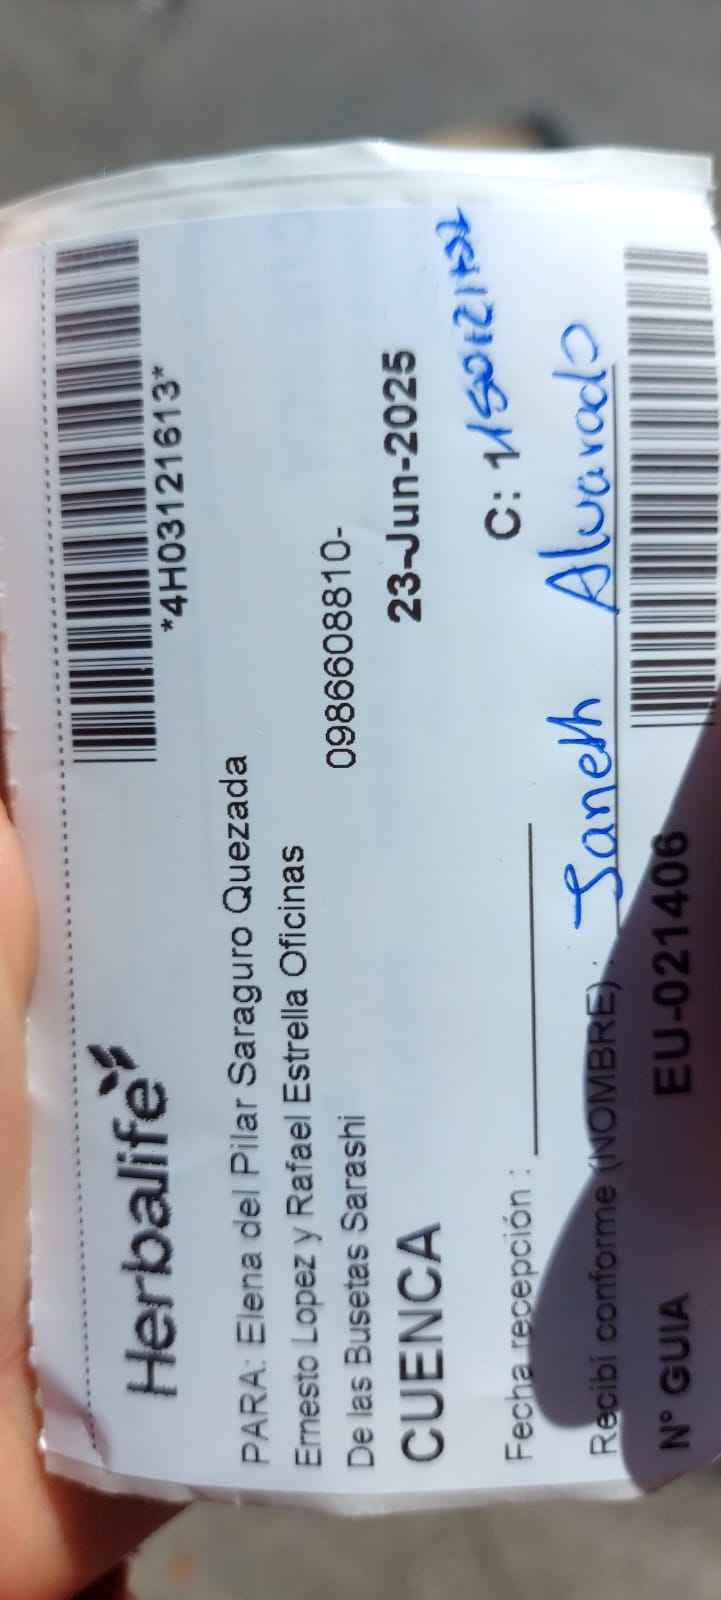 Herbalife
*4H03121613*
PARA: Elena del Pilar Saraguro Quezada
Ernesto Lopez y Rafael Estrella Oficinas
De las Busetas Sarashi 0986608810-
CUENCA 23-Jun-2025
Fecha recepción : C:
Recibí conforme (NOMBRE) : Janeth Alvarado
N° GUIA EU-021406